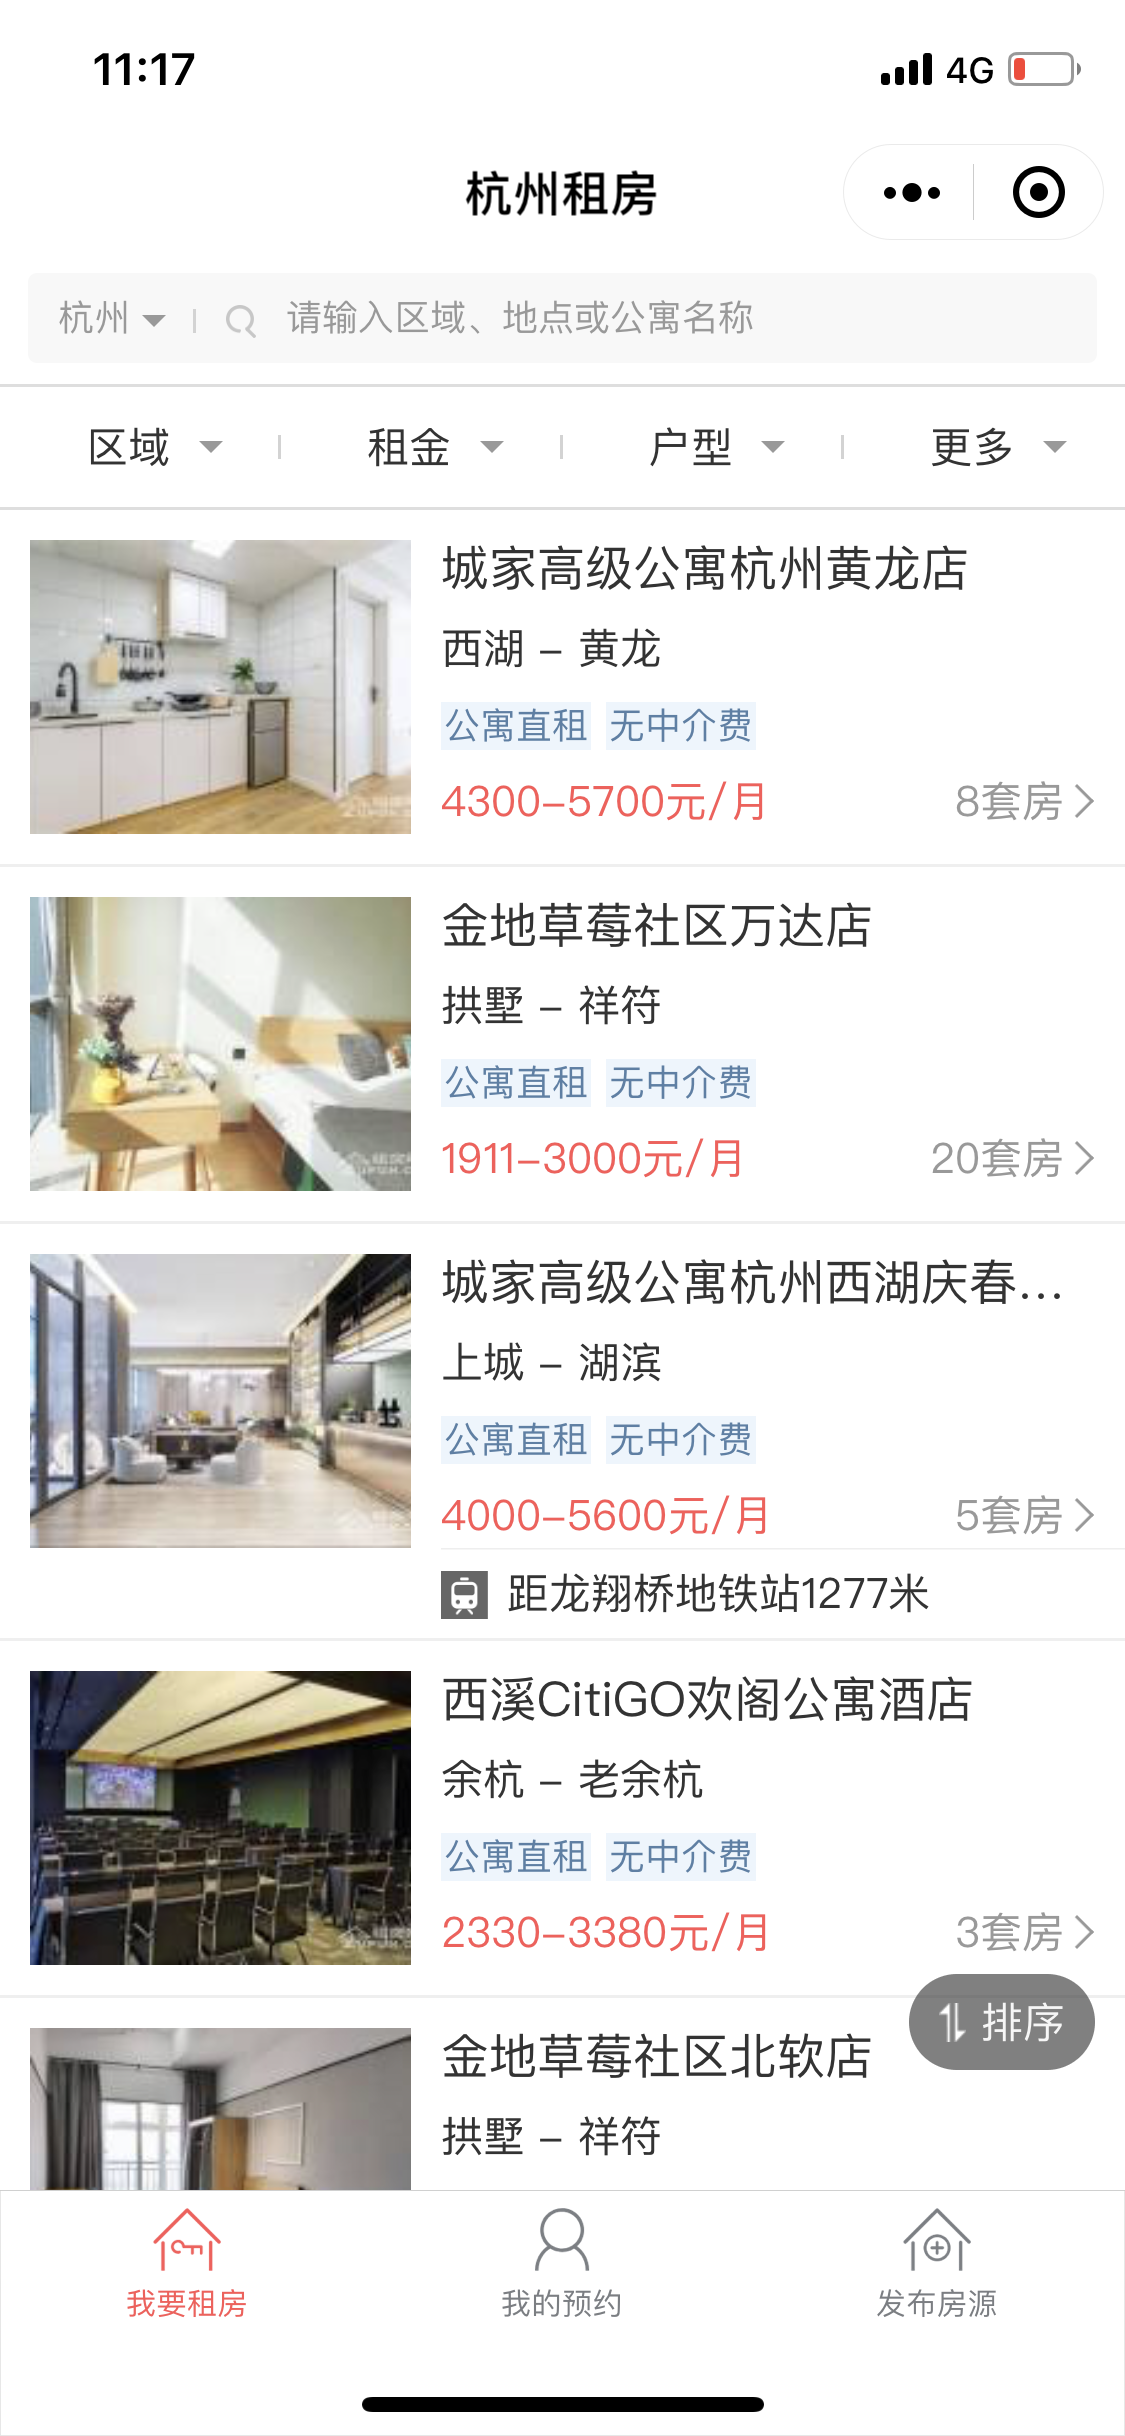 11:17
4G
杭州租房
杭州
请输入区域、地点或公寓名称
区域
租金
户型
更多
城家高级公寓杭州黄龙店
西湖 – 黄龙
公寓直租 无中介费
4300–5700元/月
8套房
金地草莓社区万达店
拱墅 – 祥符
公寓直租 无中介费
1911–3000元/月
20套房
城家高级公寓杭州西湖庆春...
上城 – 湖滨
公寓直租 无中介费
4000–5600元/月
5套房
距龙翔桥地铁站1277米
西溪CitiGO欢阁公寓酒店
余杭 – 老余杭
公寓直租 无中介费
2330–3380元/月
3套房
排序
金地草莓社区北软店
拱墅 – 祥符
我要租房
我的预约
发布房源